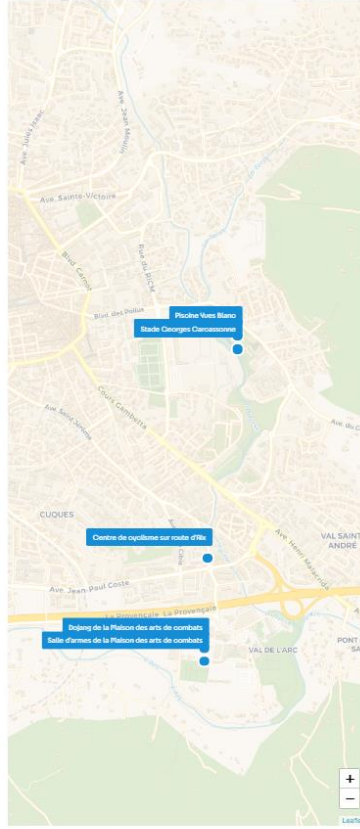 Ave. Jules Isaac
Ave. Jean Monnet
Ave. Sainte-Victoire
Rue du RICM
Blvd. Carnot
Blvd. des Poilus
Piscine Yves Blanc
Stade Georges Carcassonne
Cours Gambetta
Ave. Saint Jérome
CUQUES
Centre de cyclisme sur route d'Aix
Ave. Henri Malacrida
VAL SAINT
ANDRÉ
Ave. Jean-Paul Coste
La Provençale La Provençale
Dojang de la Maison des arts de combats
Salle d'armes de la Maison des arts de combats
VAL DE L'ARC
PONT
+
−
Leafle